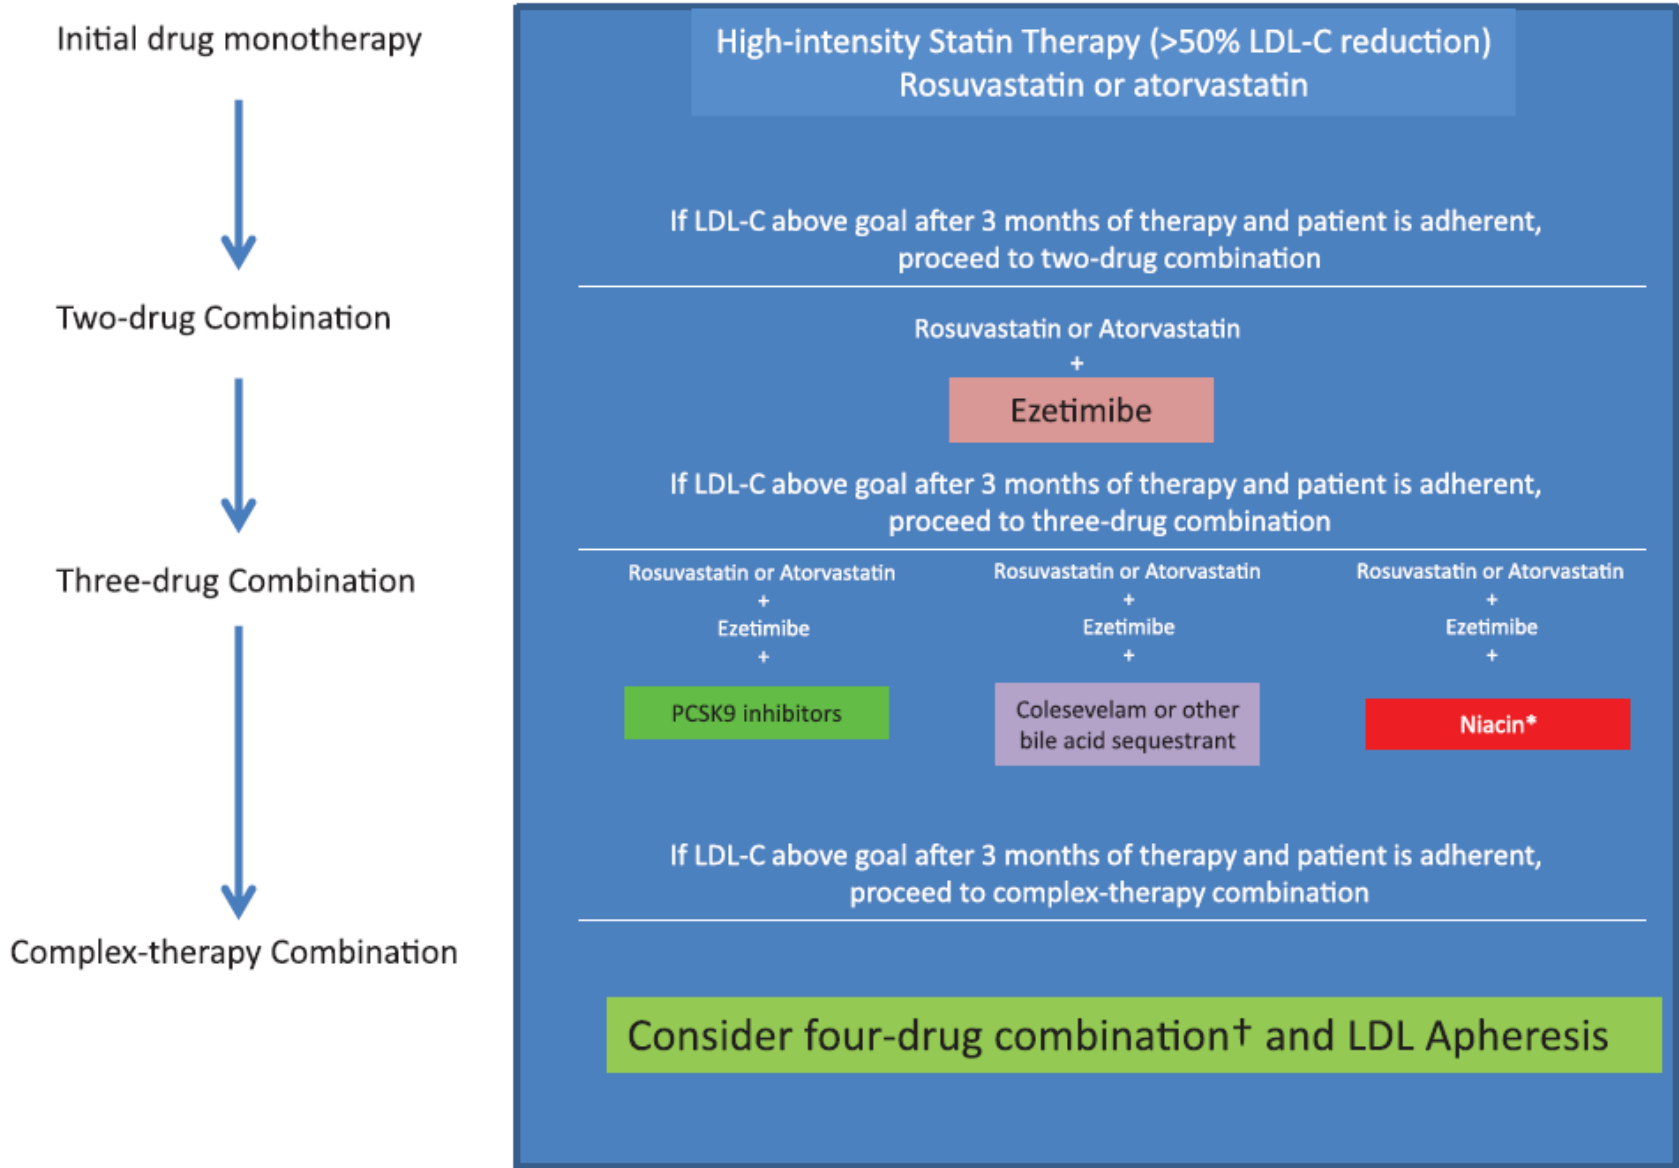 Initial drug monotherapy
High-intensity Statin Therapy (>50% LDL-C reduction)
Rosuvastatin or atorvastatin
If LDL-C above goal after 3 months of therapy and patient is adherent,
proceed to two-drug combination
Two-drug Combination
Rosuvastatin or Atorvastatin
+
Ezetimibe
If LDL-C above goal after 3 months of therapy and patient is adherent,
proceed to three-drug combination
Three-drug Combination
Rosuvastatin or Atorvastatin
+
Ezetimibe
+
PCSK9 inhibitors
Rosuvastatin or Atorvastatin
+
Ezetimibe
+
Colesevelam or other
bile acid sequestrant
Rosuvastatin or Atorvastatin
+
Ezetimibe
+
Niacin*
If LDL-C above goal after 3 months of therapy and patient is adherent,
proceed to complex-therapy combination
Complex-therapy Combination
Consider four-drug combination† and LDL Apheresis